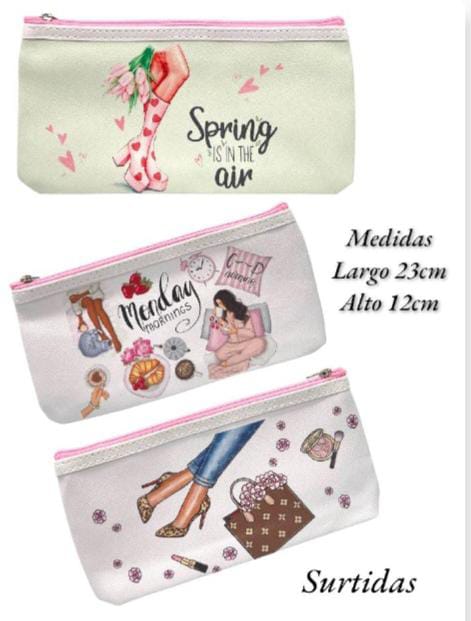 Spring
IS IN THE
air
Medidas
Largo 23cm
Alto 12cm
Monday
MORNINGS
Surtidas